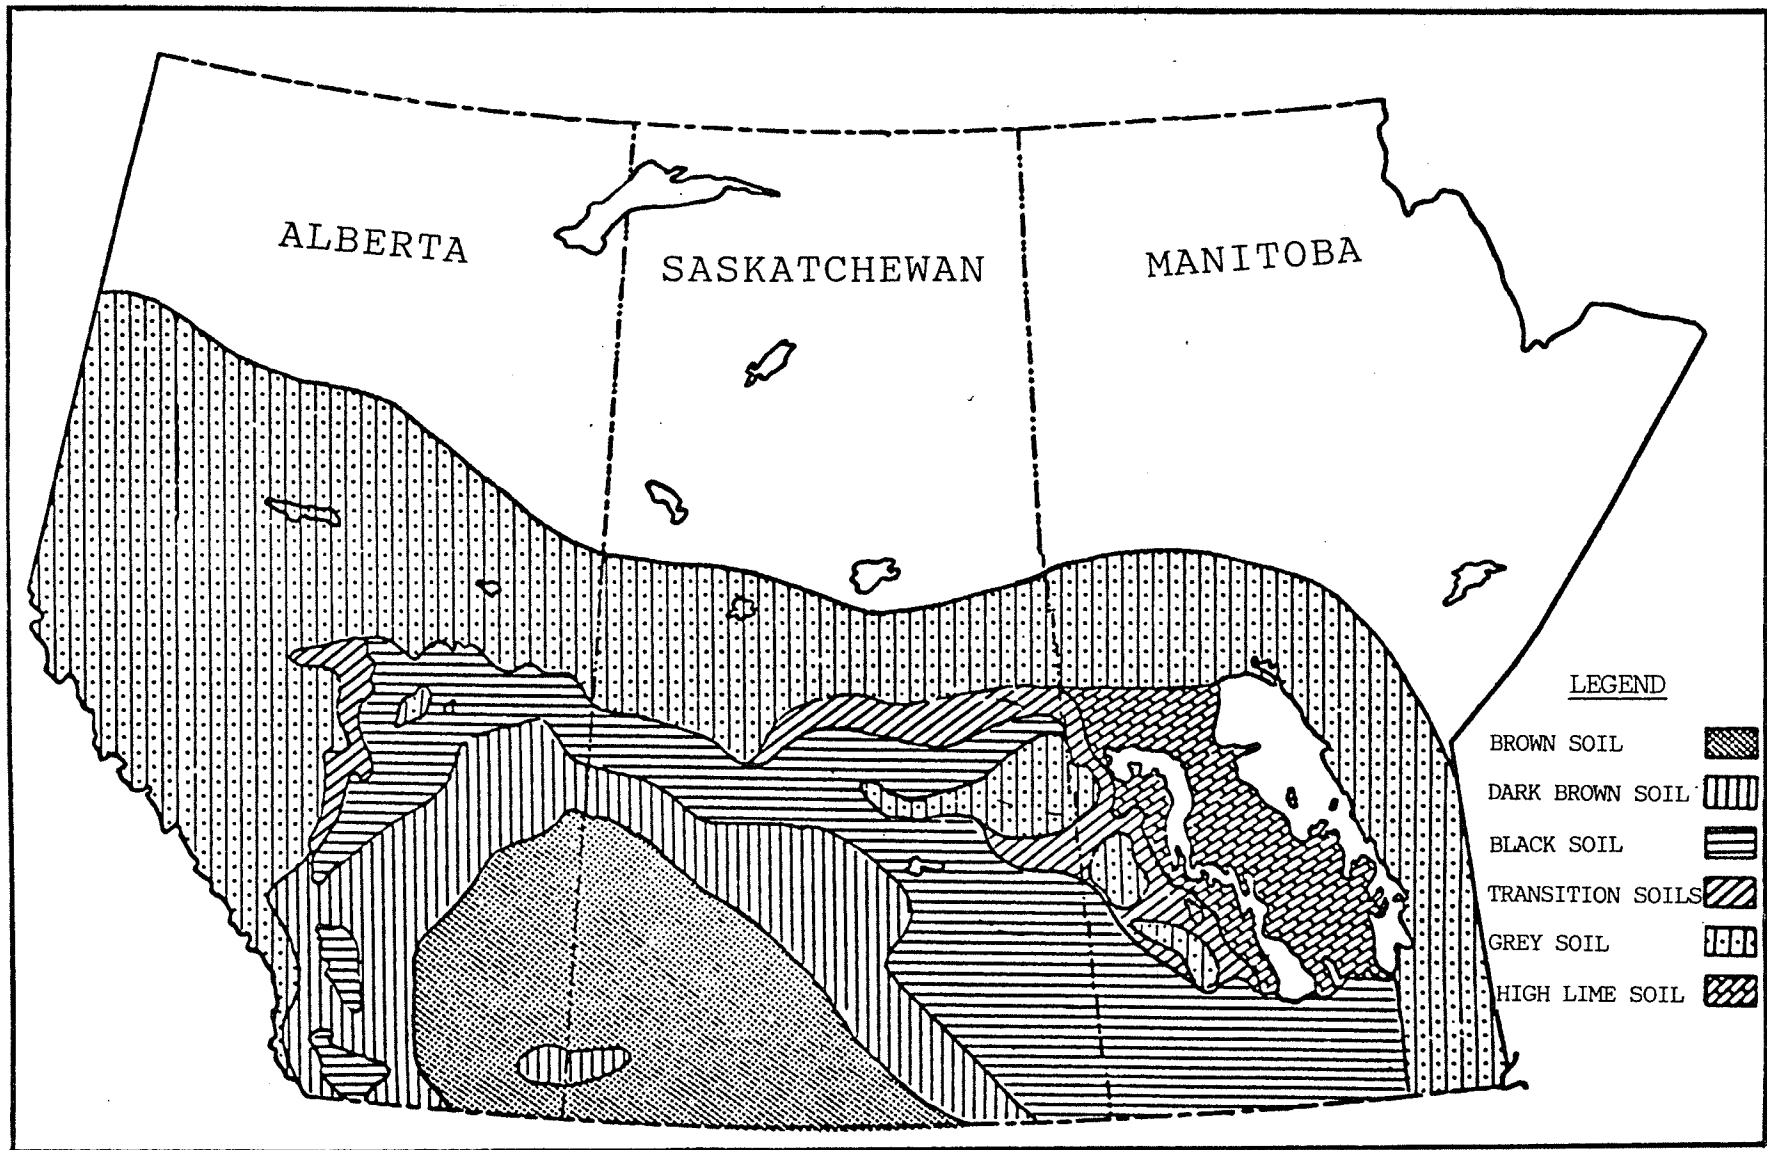 ALBERTA
SASKATCHEWAN
MANITOBA
LEGEND
BROWN SOIL
DARK BROWN SOIL
BLACK SOIL
TRANSITION SOILS
GREY SOIL
HIGH LIME SOIL